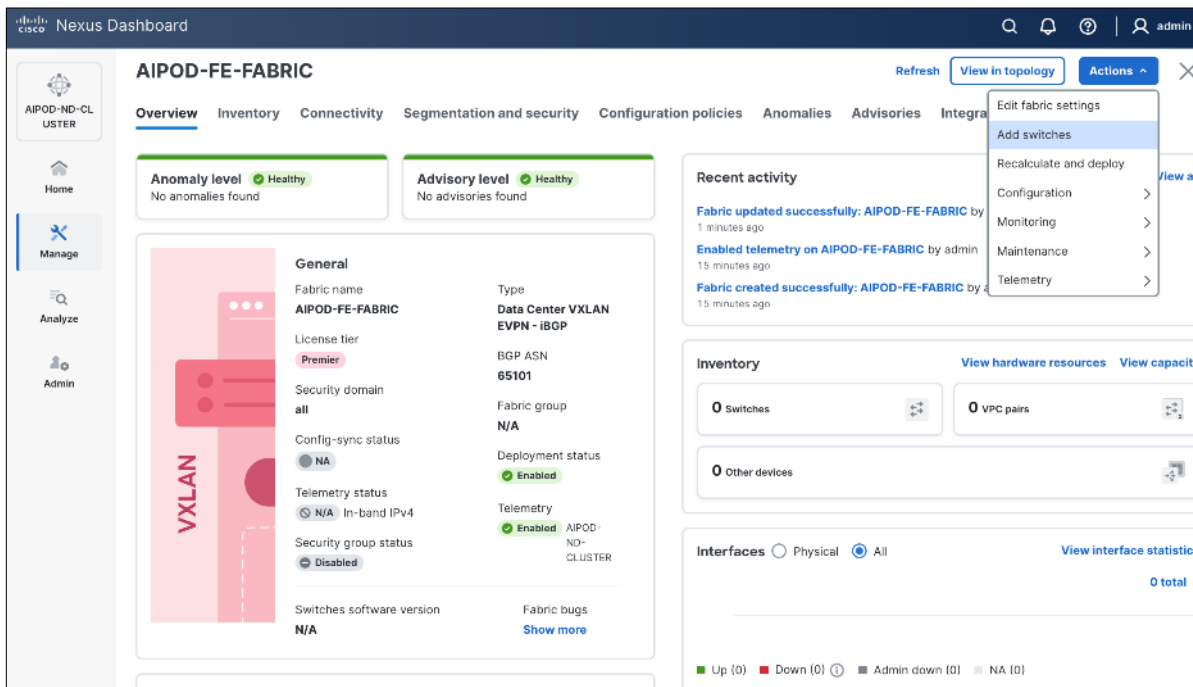 cisco Nexus Dashboard
admin
AIPOD-ND-CL
USTER
Home
Manage
Analyze
Admin
AIPOD-FE-FABRIC
Refresh
View in topology
Actions
Overview
Inventory
Connectivity
Segmentation and security
Configuration policies
Anomalies
Advisories
Integra
Edit fabric settings
Add switches
Recalculate and deploy
Configuration
Monitoring
Maintenance
Telemetry
Anomaly level Healthy
No anomalies found
Advisory level Healthy
No advisories found
VXLAN
General
Fabric name
AIPOD-FE-FABRIC
License tier
Premier
Security domain
all
Config-sync status
NA
Telemetry status
N/A In-band IPv4
Security group status
Disabled
Type
Data Center VXLAN
EVPN - iBGP
BGP ASN
65101
Fabric group
N/A
Deployment status
Enabled
Telemetry
Enabled AIPOD-
ND-
CLUSTER
Switches software version
N/A
Fabric bugs
Show more
Recent activity
View a
Fabric updated successfully: AIPOD-FE-FABRIC by
1 minutes ago
Enabled telemetry on AIPOD-FE-FABRIC by admin
15 minutes ago
Fabric created successfully: AIPOD-FE-FABRIC by a
15 minutes ago
Inventory
View hardware resources
View capacit
0 Switches
0 VPC pairs
0 Other devices
Interfaces Physical All
View interface statistic
0 total
Up (0) Down (0) Admin down (0) NA (0)